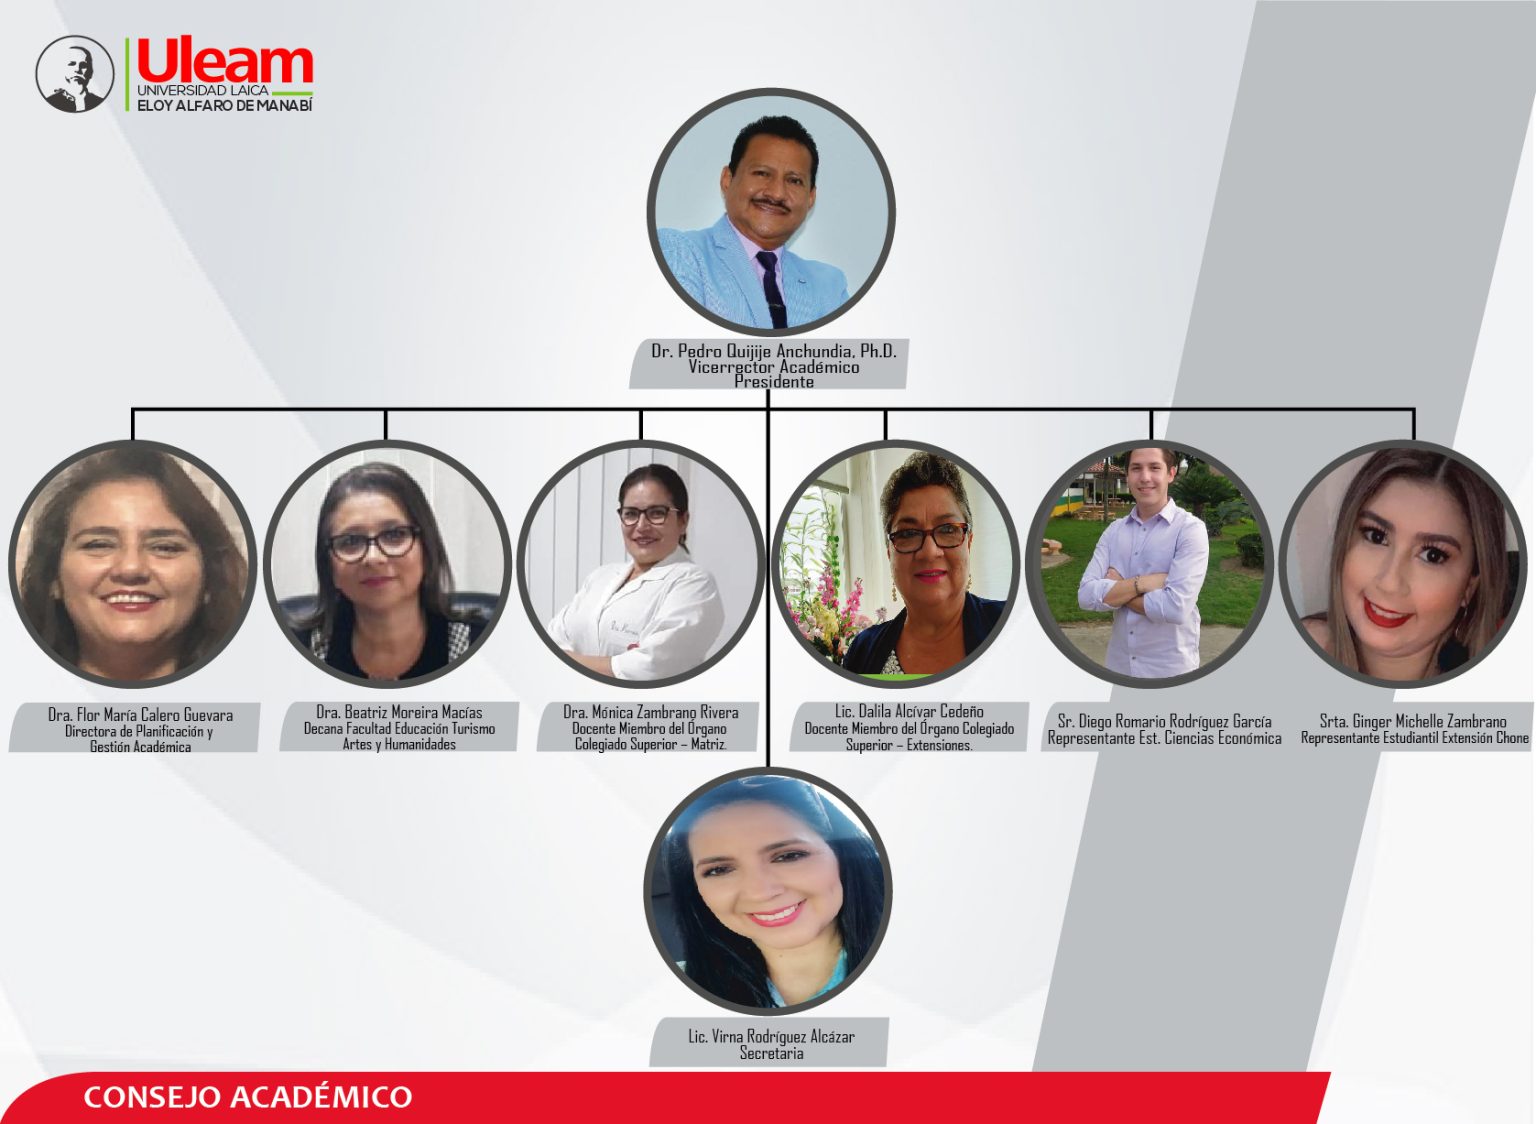 Uleam
UNIVERSIDAD LAICA
ELOY ALFARO DE MANABÍ
Dr. Pedro Quijije Anchundia, Ph.D.
Vicerrector Académico
Presidente
Dra. Flor María Calero Guevara
Directora de Planificación y
Gestión Académica
Dra. Beatriz Moreira Macías
Decana Facultad Educación Turismo
Artes y Humanidades
Dra. Mónica Zambrano Rivera
Docente Miembro del Órgano
Colegiado Superior – Matriz.
Lic. Dalila Alcívar Cedeño
Docente Miembro del Órgano Colegiado
Superior – Extensiones.
Sr. Diego Romario Rodríguez García
Representante Est. Ciencias Económica
Srta. Ginger Michelle Zambrano
Representante Estudiantil Extensión Chone
Lic. Virna Rodríguez Alcázar
Secretaria
CONSEJO ACADÉMICO